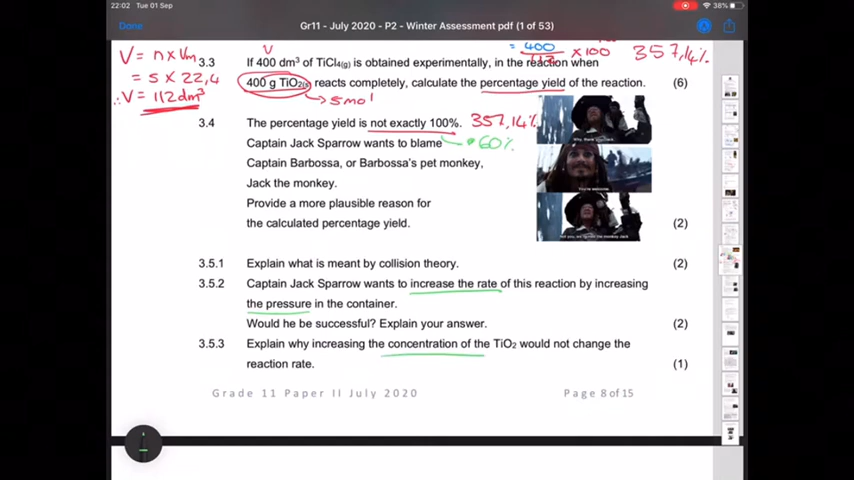 22:02 Tue 01 Sep
38%
Done
Gr11 - July 2020 - P2 - Winter Assessment pdf (1 of 53)
V = n x Vm
= 5 x 22,4
∴ V = 112dm³
V
= 400 x 100
357,14%
3.3 If 400 dm³ of TiCl4(g) is obtained experimentally, in the reaction when
400 g TiO2(s) reacts completely, calculate the percentage yield of the reaction. (6)
5mol
3.4 The percentage yield is not exactly 100%. 357,14%
Captain Jack Sparrow wants to blame 60%
Captain Barbossa, or Barbossa's pet monkey,
Jack the monkey.
Provide a more plausible reason for
the calculated percentage yield. (2)
You're welcome.
3.5.1 Explain what is meant by collision theory. (2)
3.5.2 Captain Jack Sparrow wants to increase the rate of this reaction by increasing
the pressure in the container.
Would he be successful? Explain your answer. (2)
3.5.3 Explain why increasing the concentration of the TiO2 would not change the
reaction rate. (1)
Grade 11 Paper II July 2020 Page 8 of 15